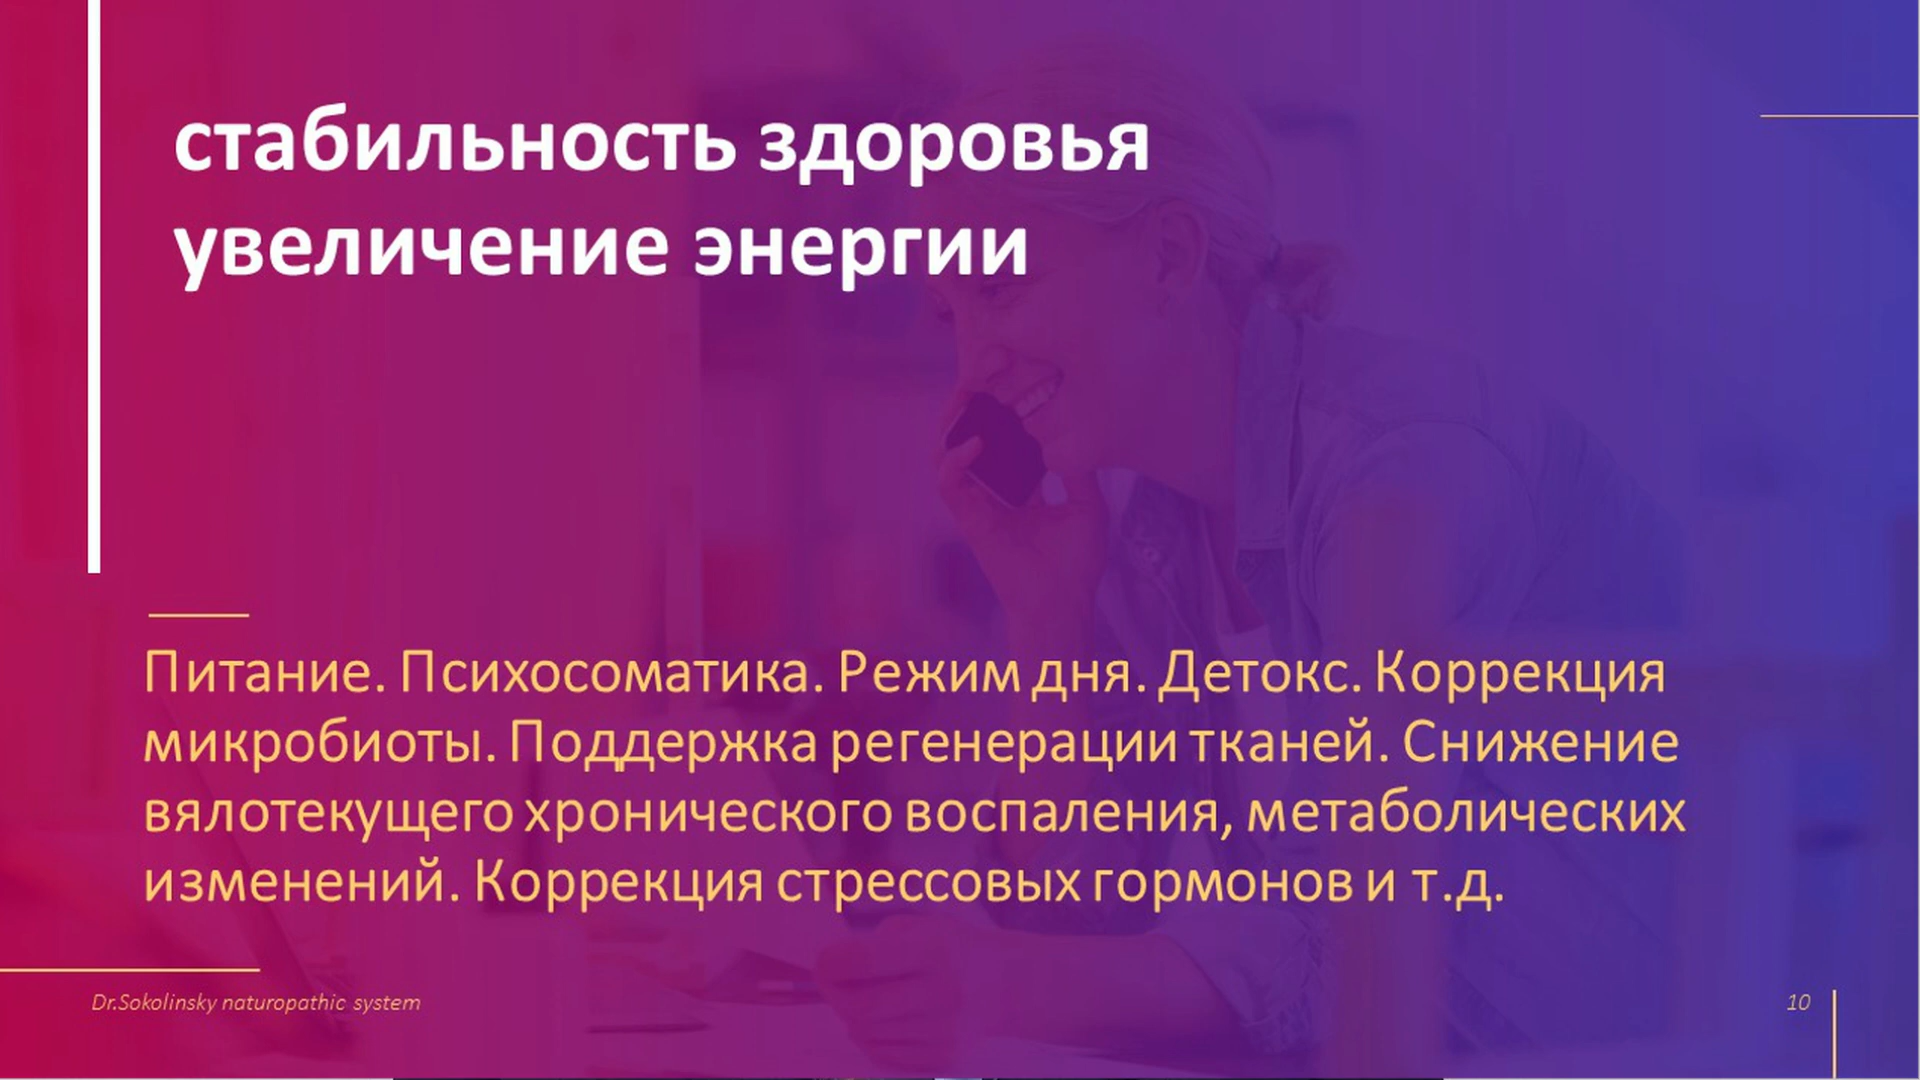 стабильность здоровья
увеличение энергии
Питание. Психосоматика. Режим дня. Детокс. Коррекция
микробиоты. Поддержка регенерации тканей. Снижение
вялотекущего хронического воспаления, метаболических
изменений. Коррекция стрессовых гормонов и т.д.
Dr.Sokolinsky naturopathic system
10